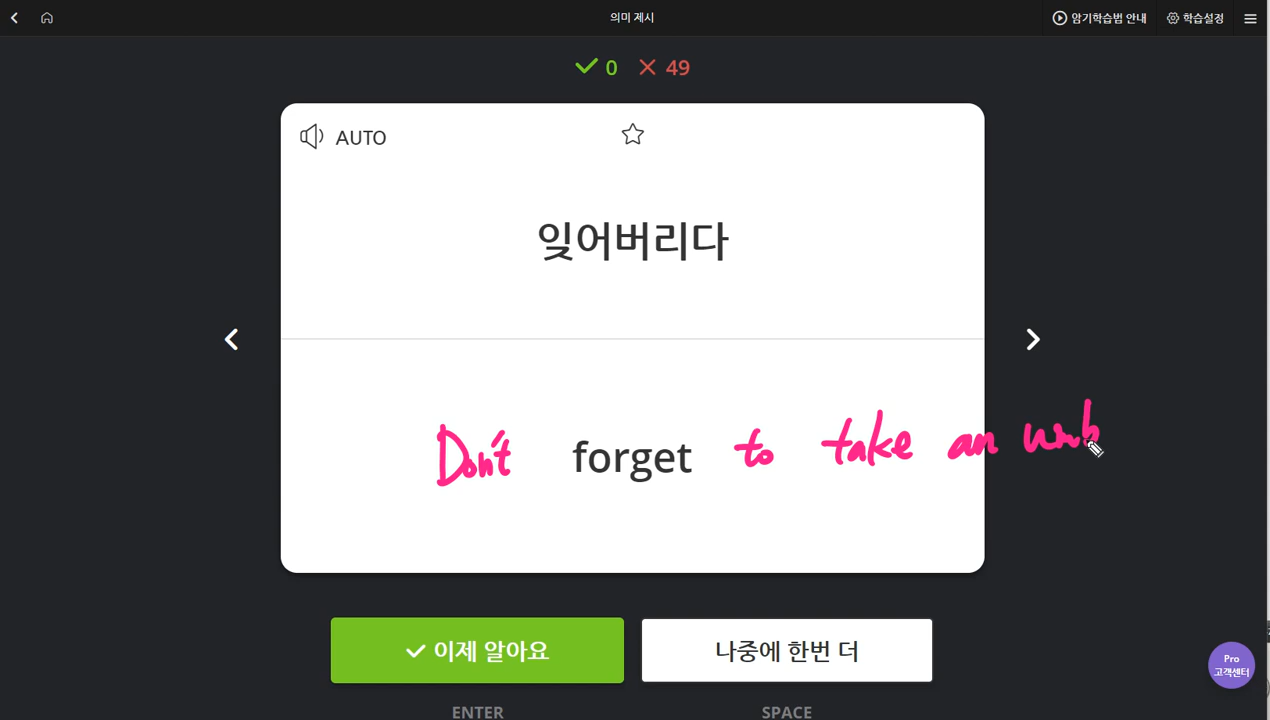 의미 제시
암기학습법 안내
학습설정
0
49
AUTO
잊어버리다
Don't forget to take an umb
이제 알아요
나중에 한번 더
ENTER
SPACE
Pro
고객센터